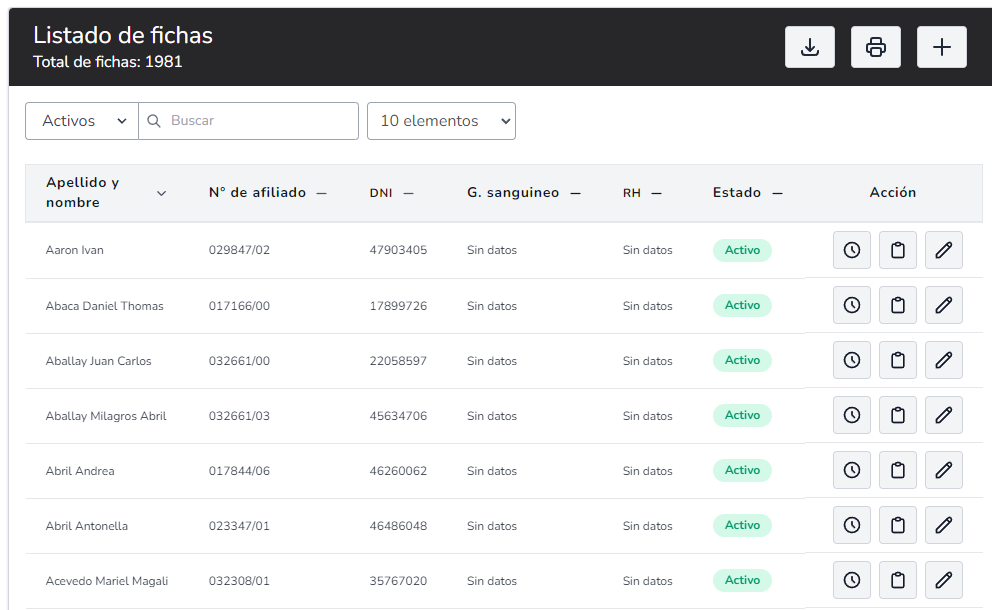 Listado de fichas
Total de fichas: 1981
Activos Buscar 10 elementos
Apellido y nombre N° de afiliado DNI G. sanguineo RH Estado Acción
Aaron Ivan 029847/02 47903405 Sin datos Sin datos Activo
Abaca Daniel Thomas 017166/00 17899726 Sin datos Sin datos Activo
Aballay Juan Carlos 032661/00 22058597 Sin datos Sin datos Activo
Aballay Milagros Abril 032661/03 45634706 Sin datos Sin datos Activo
Abril Andrea 017844/06 46260062 Sin datos Sin datos Activo
Abril Antonella 023347/01 46486048 Sin datos Sin datos Activo
Acevedo Mariel Magali 032308/01 35767020 Sin datos Sin datos Activo